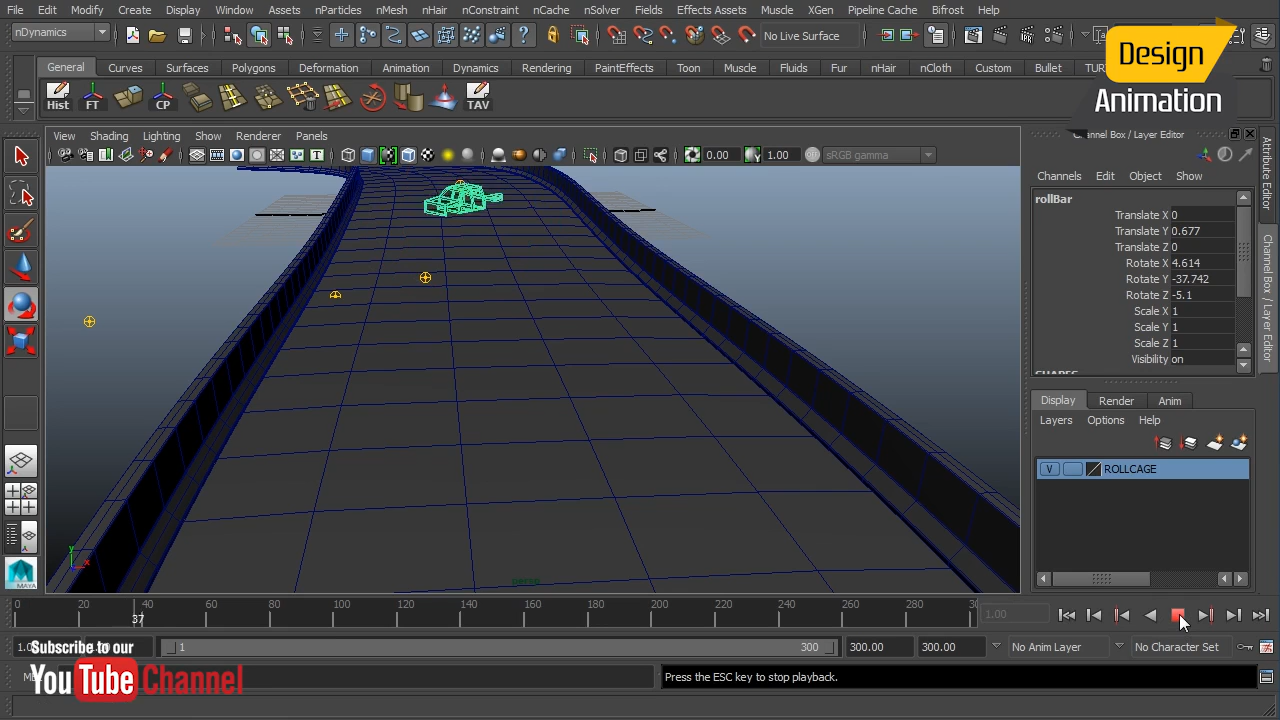 File Edit Modify Create Display Window Assets nParticles nMesh nHair nConstraint nCache nSolver Fields Effects Assets Muscle XGen Pipeline Cache Bifrost Help
nDynamics No Live Surface
Design
Animation
General Curves Surfaces Polygons Deformation Animation Dynamics Rendering PaintEffects Toon Muscle Fluids Fur nHair nCloth Custom Bullet
Hist FT CP TAV
View Shading Lighting Show Renderer Panels
0.00 1.00 sRGB gamma
Channel Box / Layer Editor
Channels Edit Object Show
rollBar
Translate X 0
Translate Y 0.677
Translate Z 0
Rotate X 4.614
Rotate Y -37.742
Rotate Z -5.1
Scale X 1
Scale Y 1
Scale Z 1
Visibility on
Attribute Editor
Channel Box / Layer Editor
Display Render Anim
Layers Options Help
V ROLLCAGE
persp
0 20 40 60 80 100 120 140 160 180 200 220 240 260 280
37
1.00
1 300 300.00 300.00 No Anim Layer No Character Set
Subscribe to our
YouTube Channel
Press the ESC key to stop playback.
MAYA